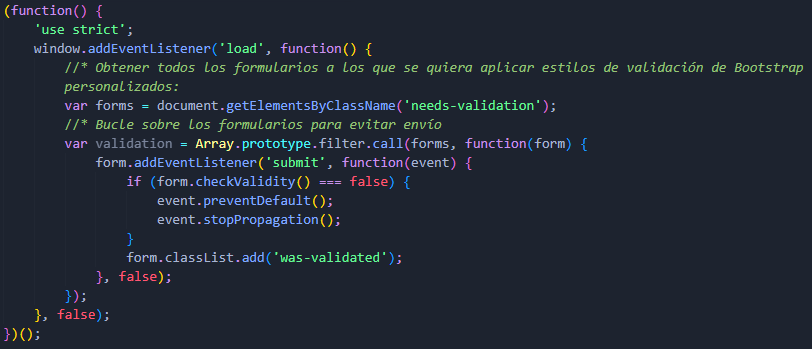 (function() {
    'use strict';
    window.addEventListener('load', function() {
        //* Obtener todos los formularios a los que se quiera aplicar estilos de validación de Bootstrap
        personalizados:
        var forms = document.getElementsByClassName('needs-validation');
        //* Bucle sobre los formularios para evitar envío
        var validation = Array.prototype.filter.call(forms, function(form) {
            form.addEventListener('submit', function(event) {
                if (form.checkValidity() === false) {
                    event.preventDefault();
                    event.stopPropagation();
                }
                form.classList.add('was-validated');
            }, false);
        });
    }, false);
})();